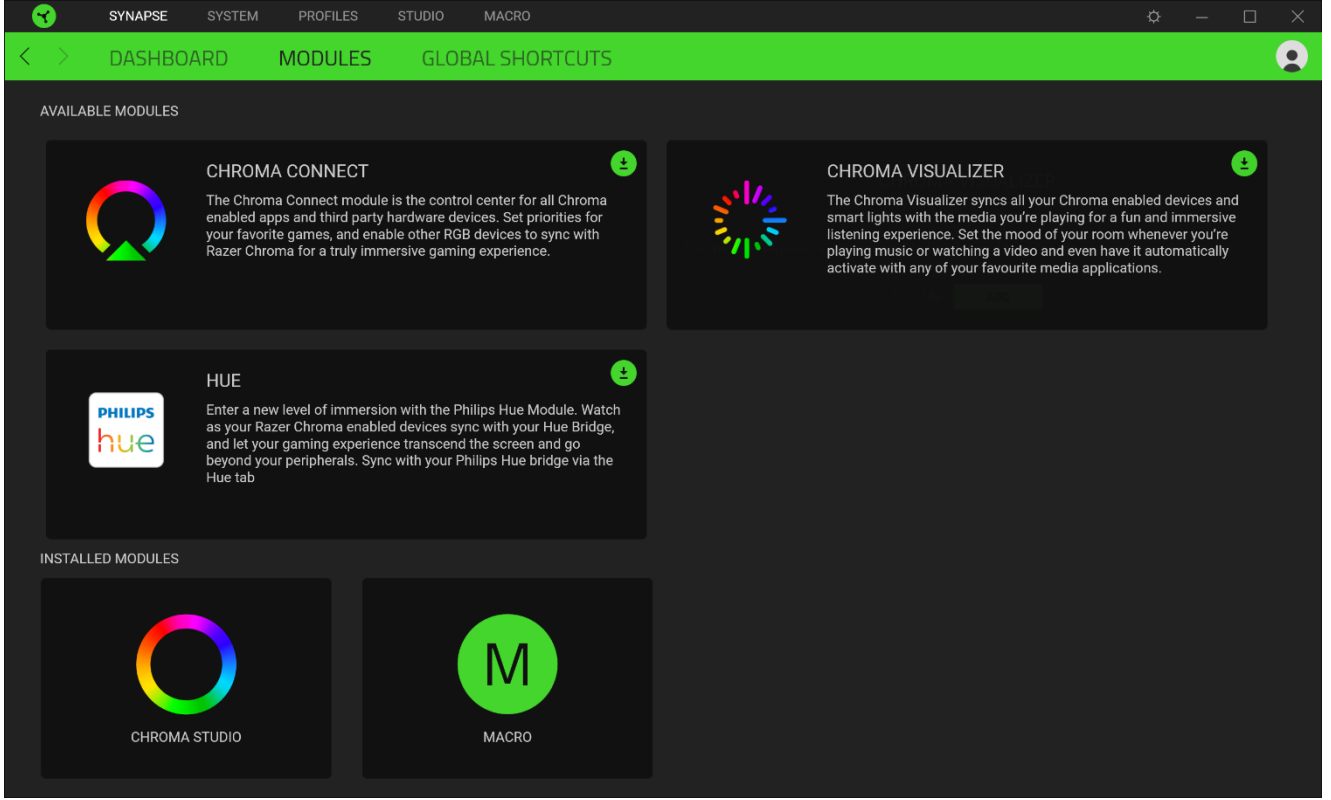 SYNAPSE SYSTEM PROFILES STUDIO MACRO
DASHBOARD MODULES GLOBAL SHORTCUTS
AVAILABLE MODULES
CHROMA CONNECT
The Chroma Connect module is the control center for all Chroma
enabled apps and third party hardware devices. Set priorities for
your favorite games, and enable other RGB devices to sync with
Razer Chroma for a truly immersive gaming experience.
CHROMA VISUALIZER
The Chroma Visualizer syncs all your Chroma enabled devices and
smart lights with the media you’re playing for a fun and immersive
listening experience. Set the mood of your room whenever you’re
playing music or watching a video and even have it automatically
activate with any of your favourite media applications.
PHILIPS
hue
HUE
Enter a new level of immersion with the Philips Hue Module. Watch
as your Razer Chroma enabled devices sync with your Hue Bridge,
and let your gaming experience transcend the screen and go
beyond your peripherals. Sync with your Philips Hue bridge via the
Hue tab
INSTALLED MODULES
CHROMA STUDIO
M
MACRO